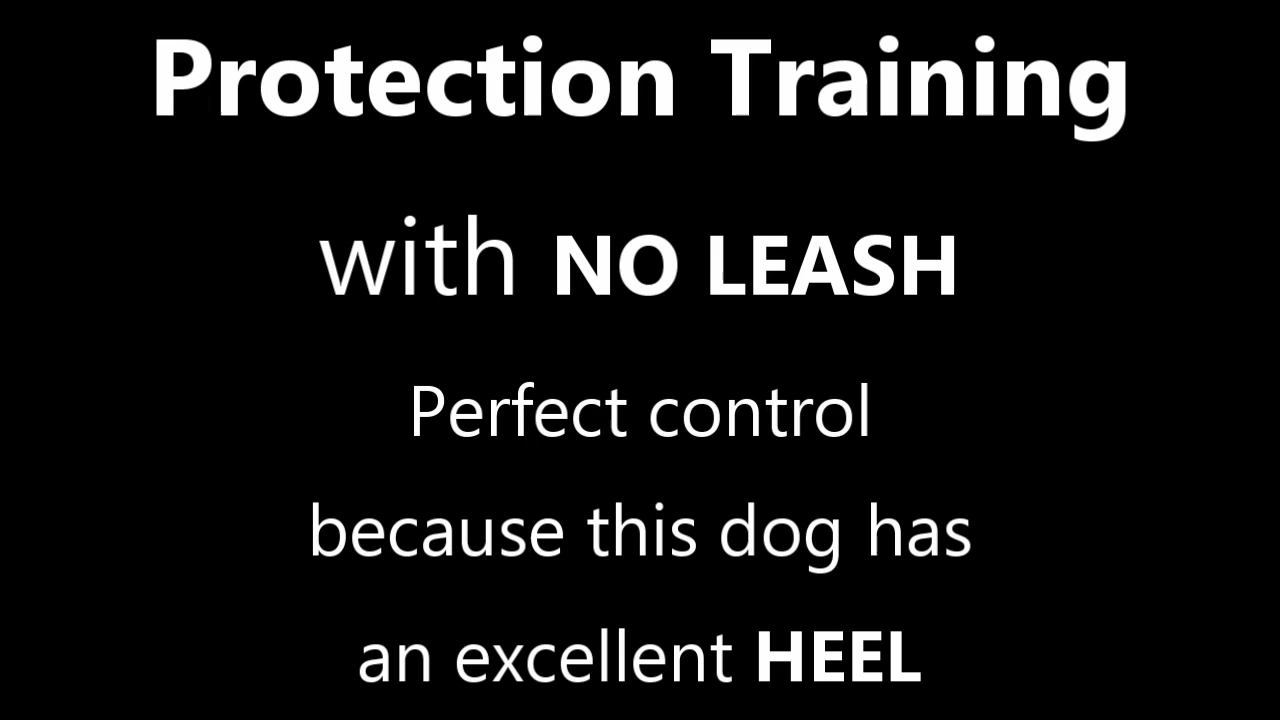 Protection Training
with NO LEASH
Perfect control
because this dog has
an excellent HEEL